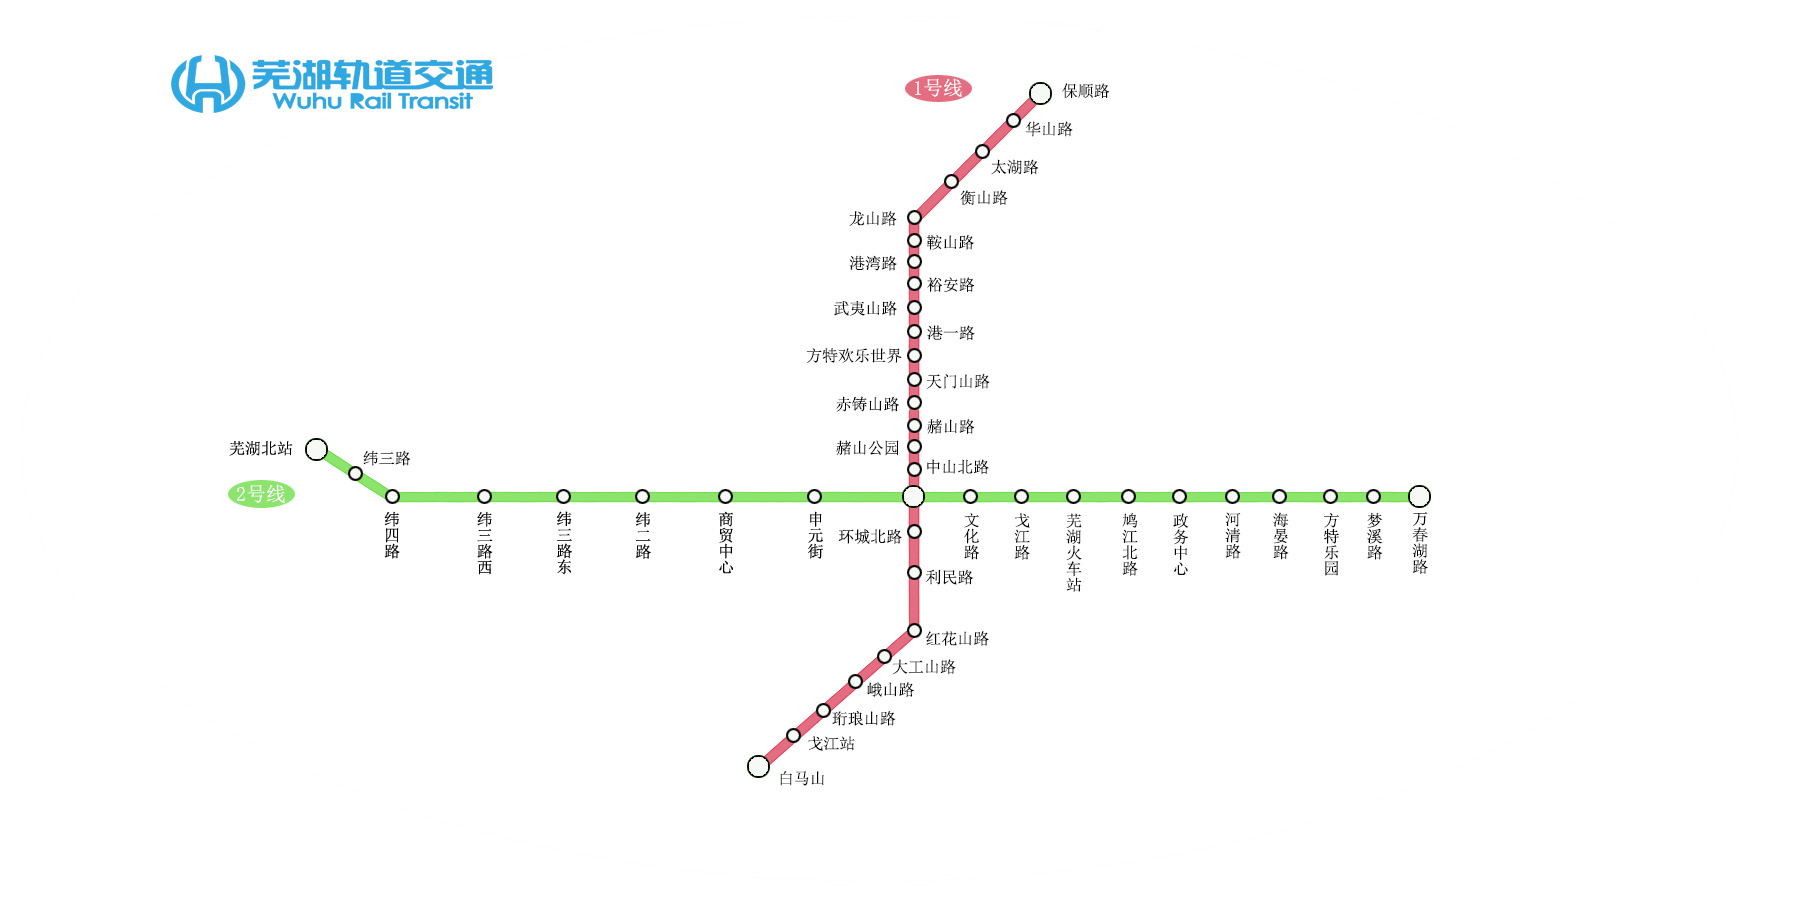 芜湖轨道交通
Wuhu Rail Transit
1号线
保顺路
华山路
太湖路
衡山路
龙山路
鞍山路
港湾路
裕安路
武夷山路
港一路
方特欢乐世界
天门山路
赤铸山路
赭山路
赭山公园
中山北路
芜湖北站
纬三路
2号线
纬四路
纬三路西
纬三路东
纬二路
商贸中心
申元街
文化路
戈江路
芜湖火车站
鸠江北路
政务中心
河清路
海晏路
方特乐园
梦溪路
万春湖路
环城北路
利民路
红花山路
大工山路
峨山路
珩琅山路
戈江站
白马山